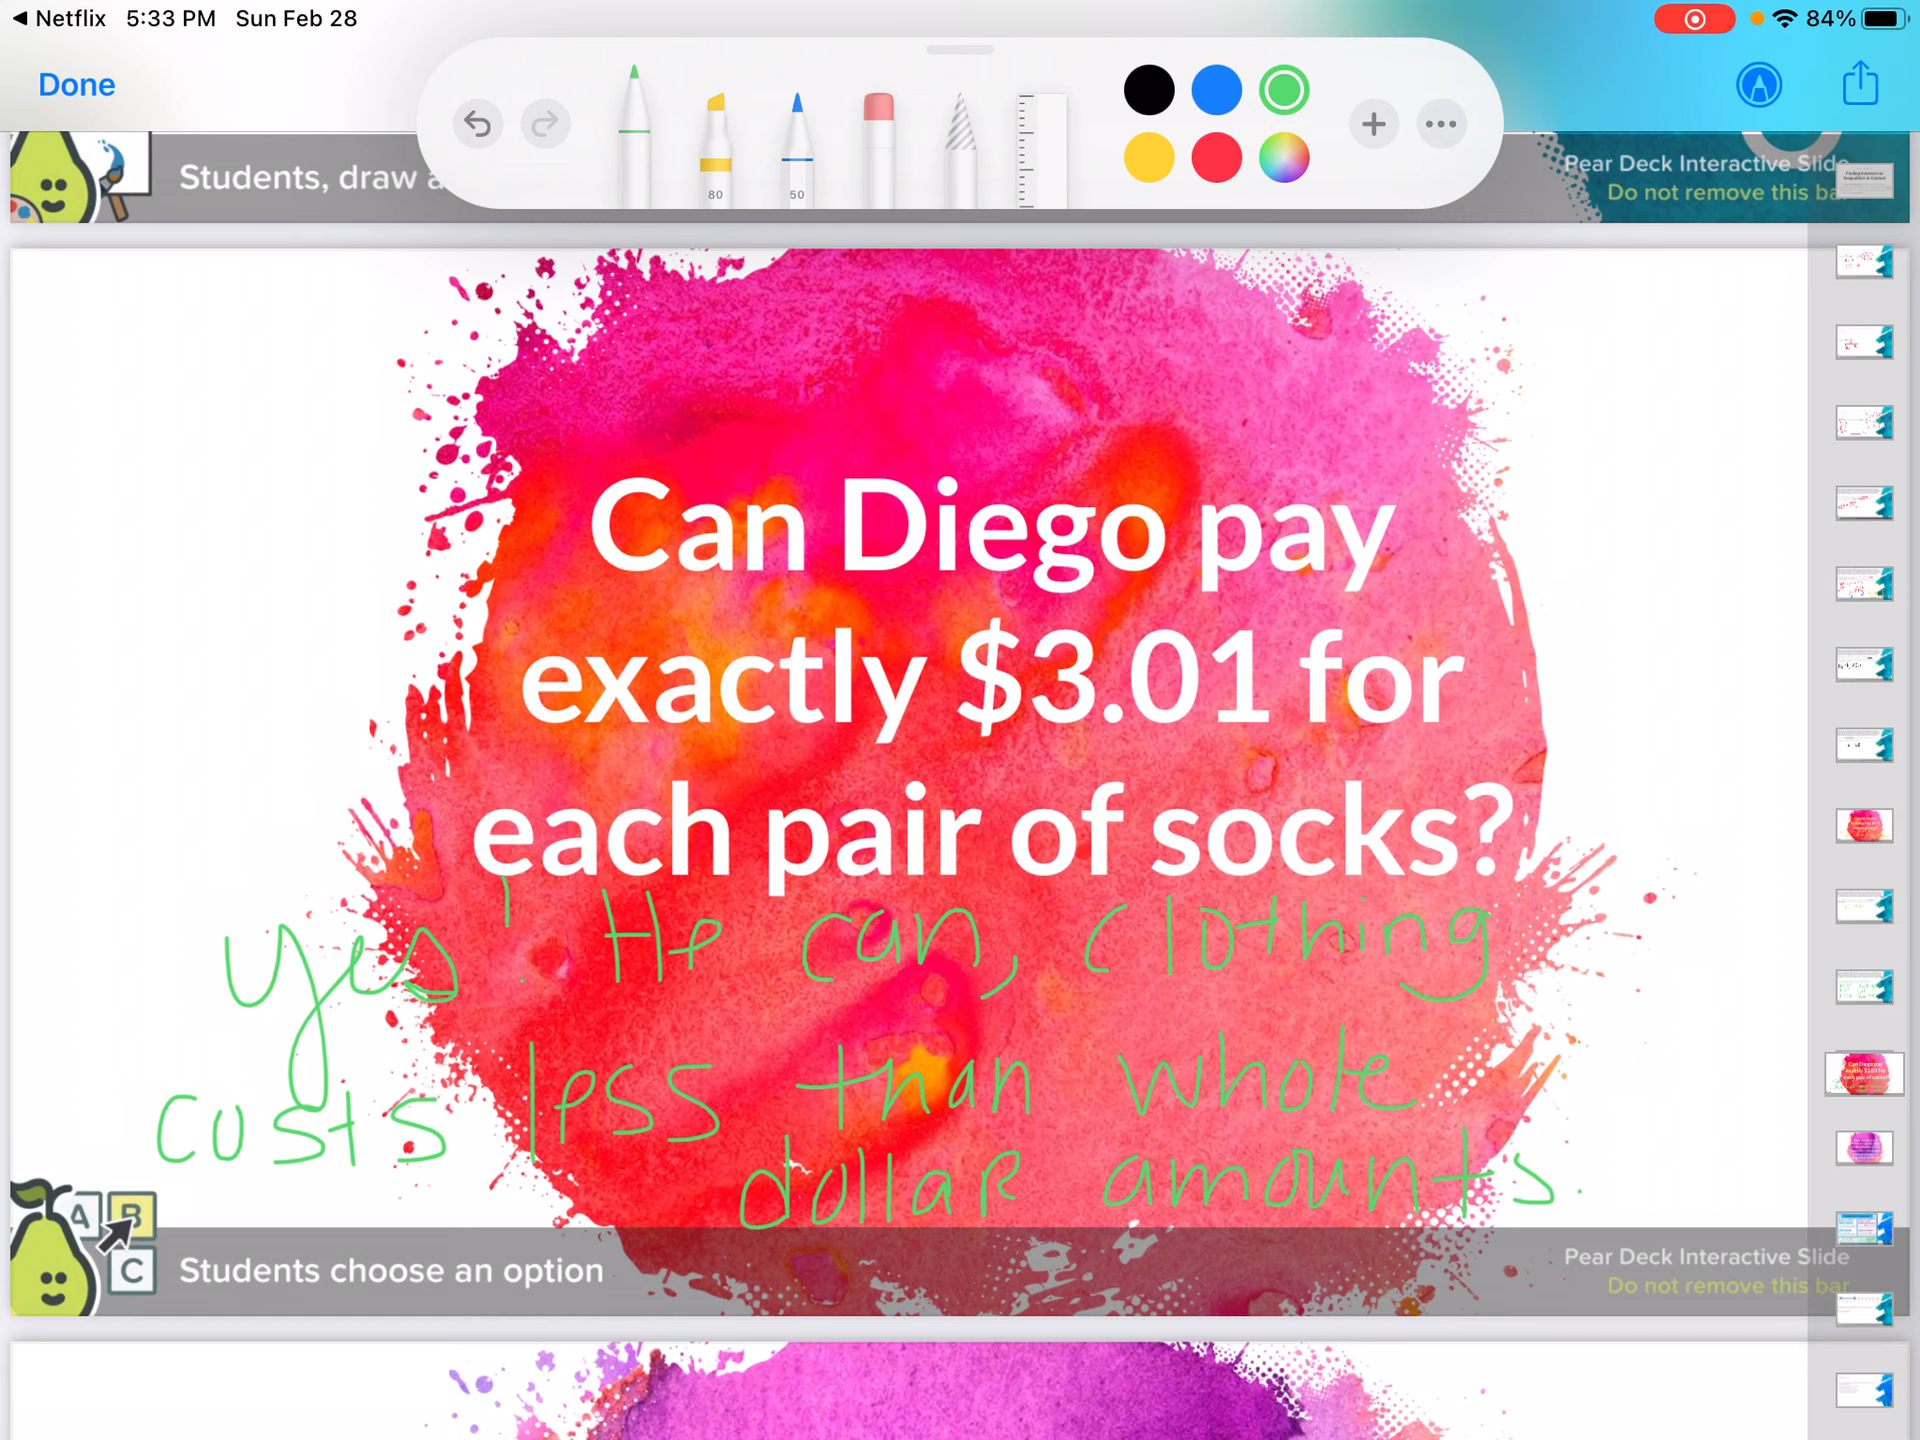 Netflix 5:33 PM Sun Feb 28 84%
Done
80 50
Students, draw a
Pear Deck Interactive Slide
Do not remove this bar
Can Diego pay
exactly $3.01 for
each pair of socks?
yes! He can, clothing
costs less than whole
dollar amounts.
A B
C
Students choose an option
Pear Deck Interactive Slide
Do not remove this bar